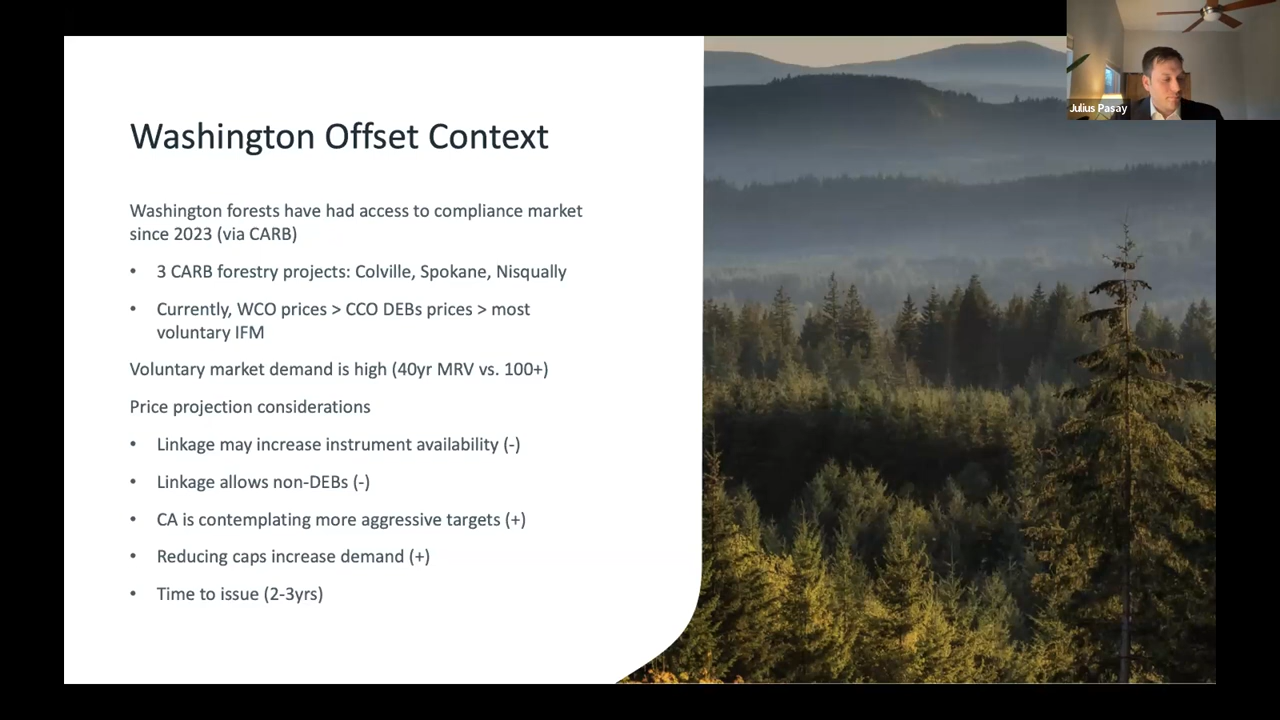 Washington Offset Context
Washington forests have had access to compliance market
since 2023 (via CARB)
• 3 CARB forestry projects: Colville, Spokane, Nisqually
• Currently, WCO prices > CCO DEBs prices > most
voluntary IFM
Voluntary market demand is high (40yr MRV vs. 100+)
Price projection considerations
• Linkage may increase instrument availability (-)
• Linkage allows non-DEBs (-)
• CA is contemplating more aggressive targets (+)
• Reducing caps increase demand (+)
• Time to issue (2-3yrs)
Julius Pasay